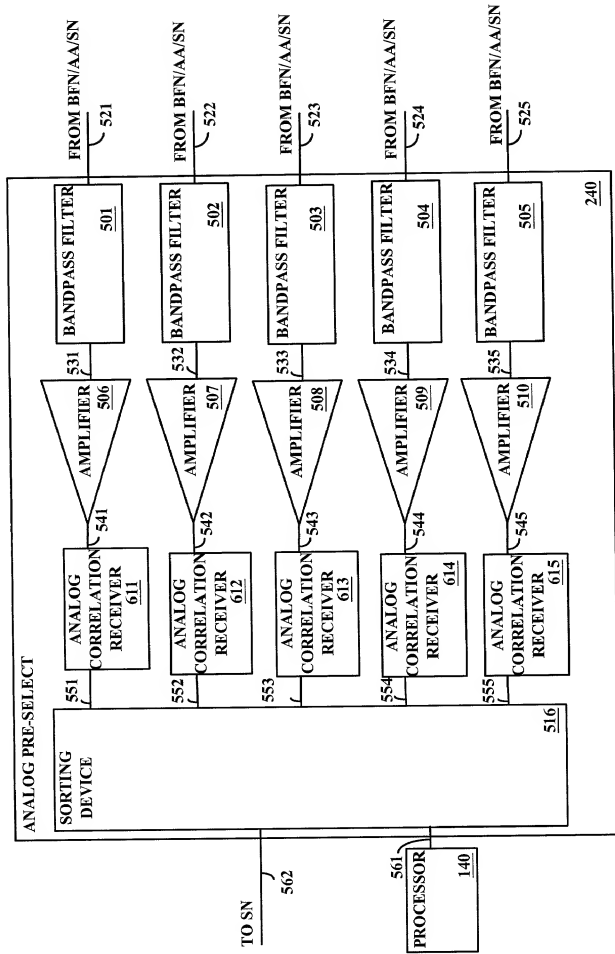 ANALOG PRE-SELECT
240
SORTING
DEVICE
516
TO SN
562
PROCESSOR
140
561
551
ANALOG
CORRELATION
RECEIVER
611
541
AMPLIFIER
506
531
BANDPASS FILTER
501
521
FROM BFN/AA/SN
552
ANALOG
CORRELATION
RECEIVER
612
542
AMPLIFIER
507
532
BANDPASS FILTER
502
522
FROM BFN/AA/SN
553
ANALOG
CORRELATION
RECEIVER
613
543
AMPLIFIER
508
533
BANDPASS FILTER
503
523
FROM BFN/AA/SN
554
ANALOG
CORRELATION
RECEIVER
614
544
AMPLIFIER
509
534
BANDPASS FILTER
504
524
FROM BFN/AA/SN
555
ANALOG
CORRELATION
RECEIVER
615
545
AMPLIFIER
510
535
BANDPASS FILTER
505
525
FROM BFN/AA/SN